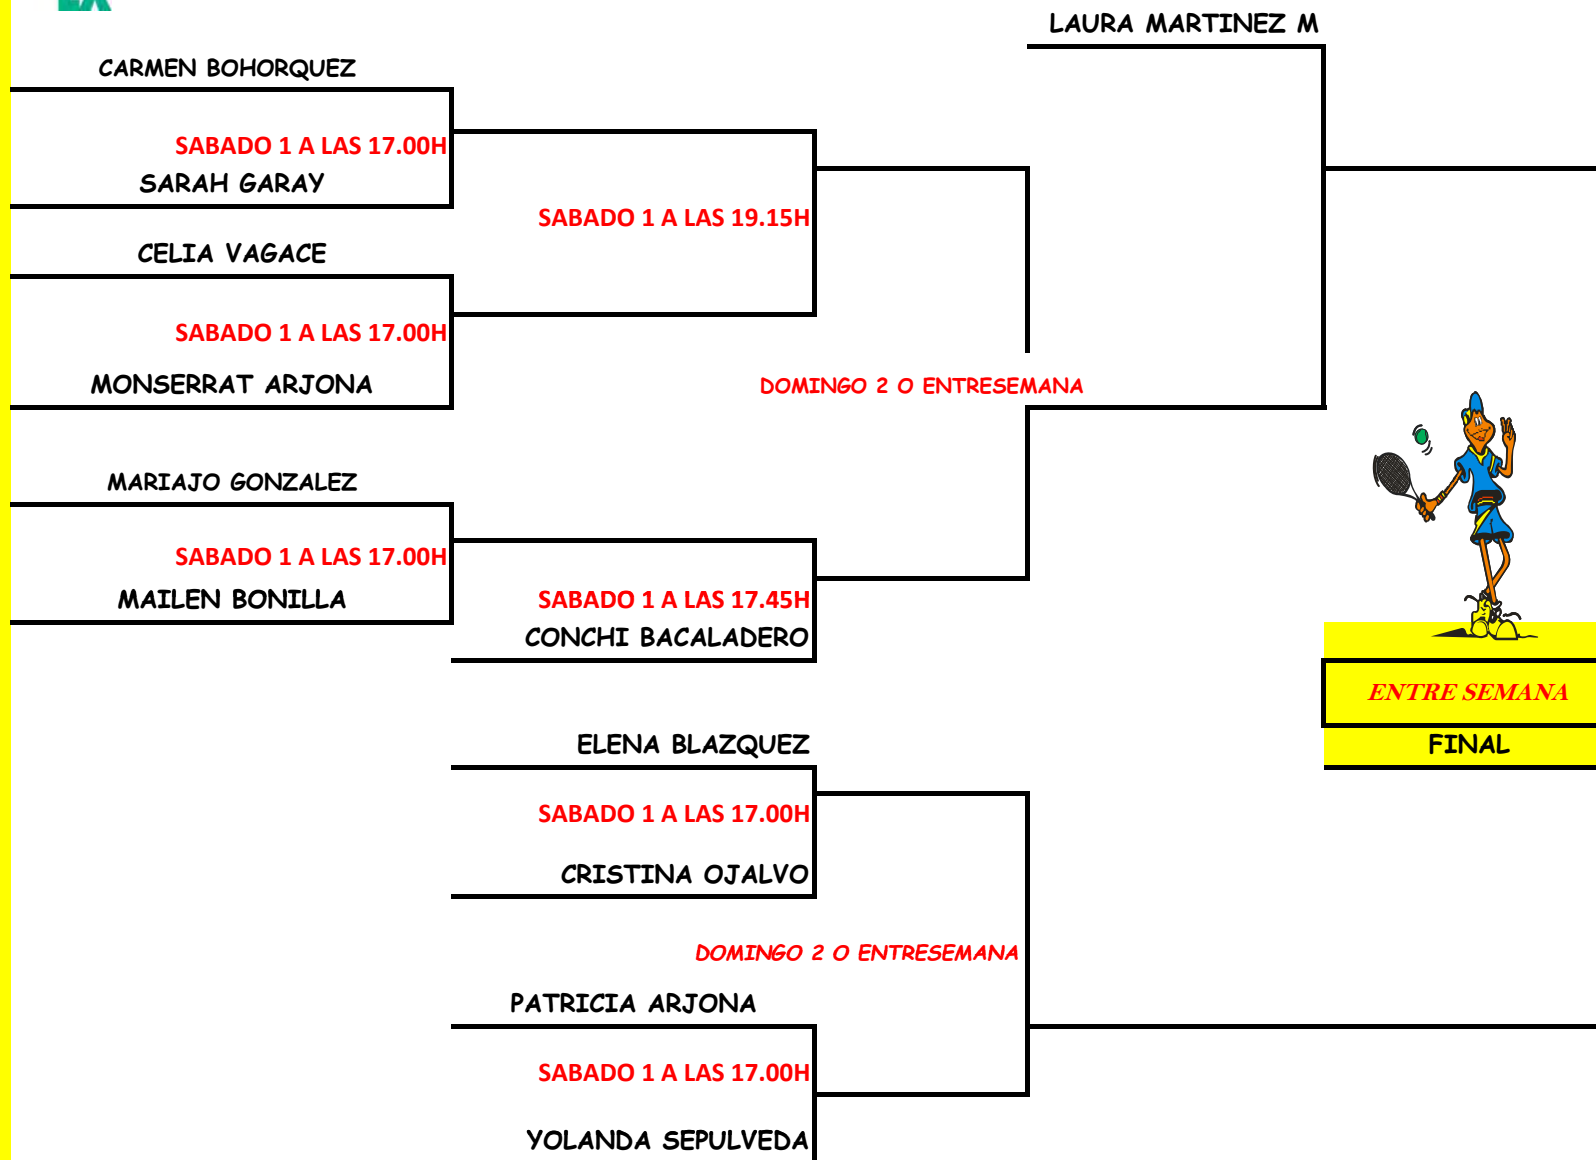 LAURA MARTINEZ M
CARMEN BOHORQUEZ
SABADO 1 A LAS 17.00H
SARAH GARAY
SABADO 1 A LAS 19.15H
CELIA VAGACE
SABADO 1 A LAS 17.00H
MONSERRAT ARJONA
DOMINGO 2 O ENTRESEMANA
MARIAJO GONZALEZ
SABADO 1 A LAS 17.00H
MAILEN BONILLA
SABADO 1 A LAS 17.45H
CONCHI BACALADERO
ENTRE SEMANA
FINAL
ELENA BLAZQUEZ
SABADO 1 A LAS 17.00H
CRISTINA OJALVO
DOMINGO 2 O ENTRESEMANA
PATRICIA ARJONA
SABADO 1 A LAS 17.00H
YOLANDA SEPULVEDA